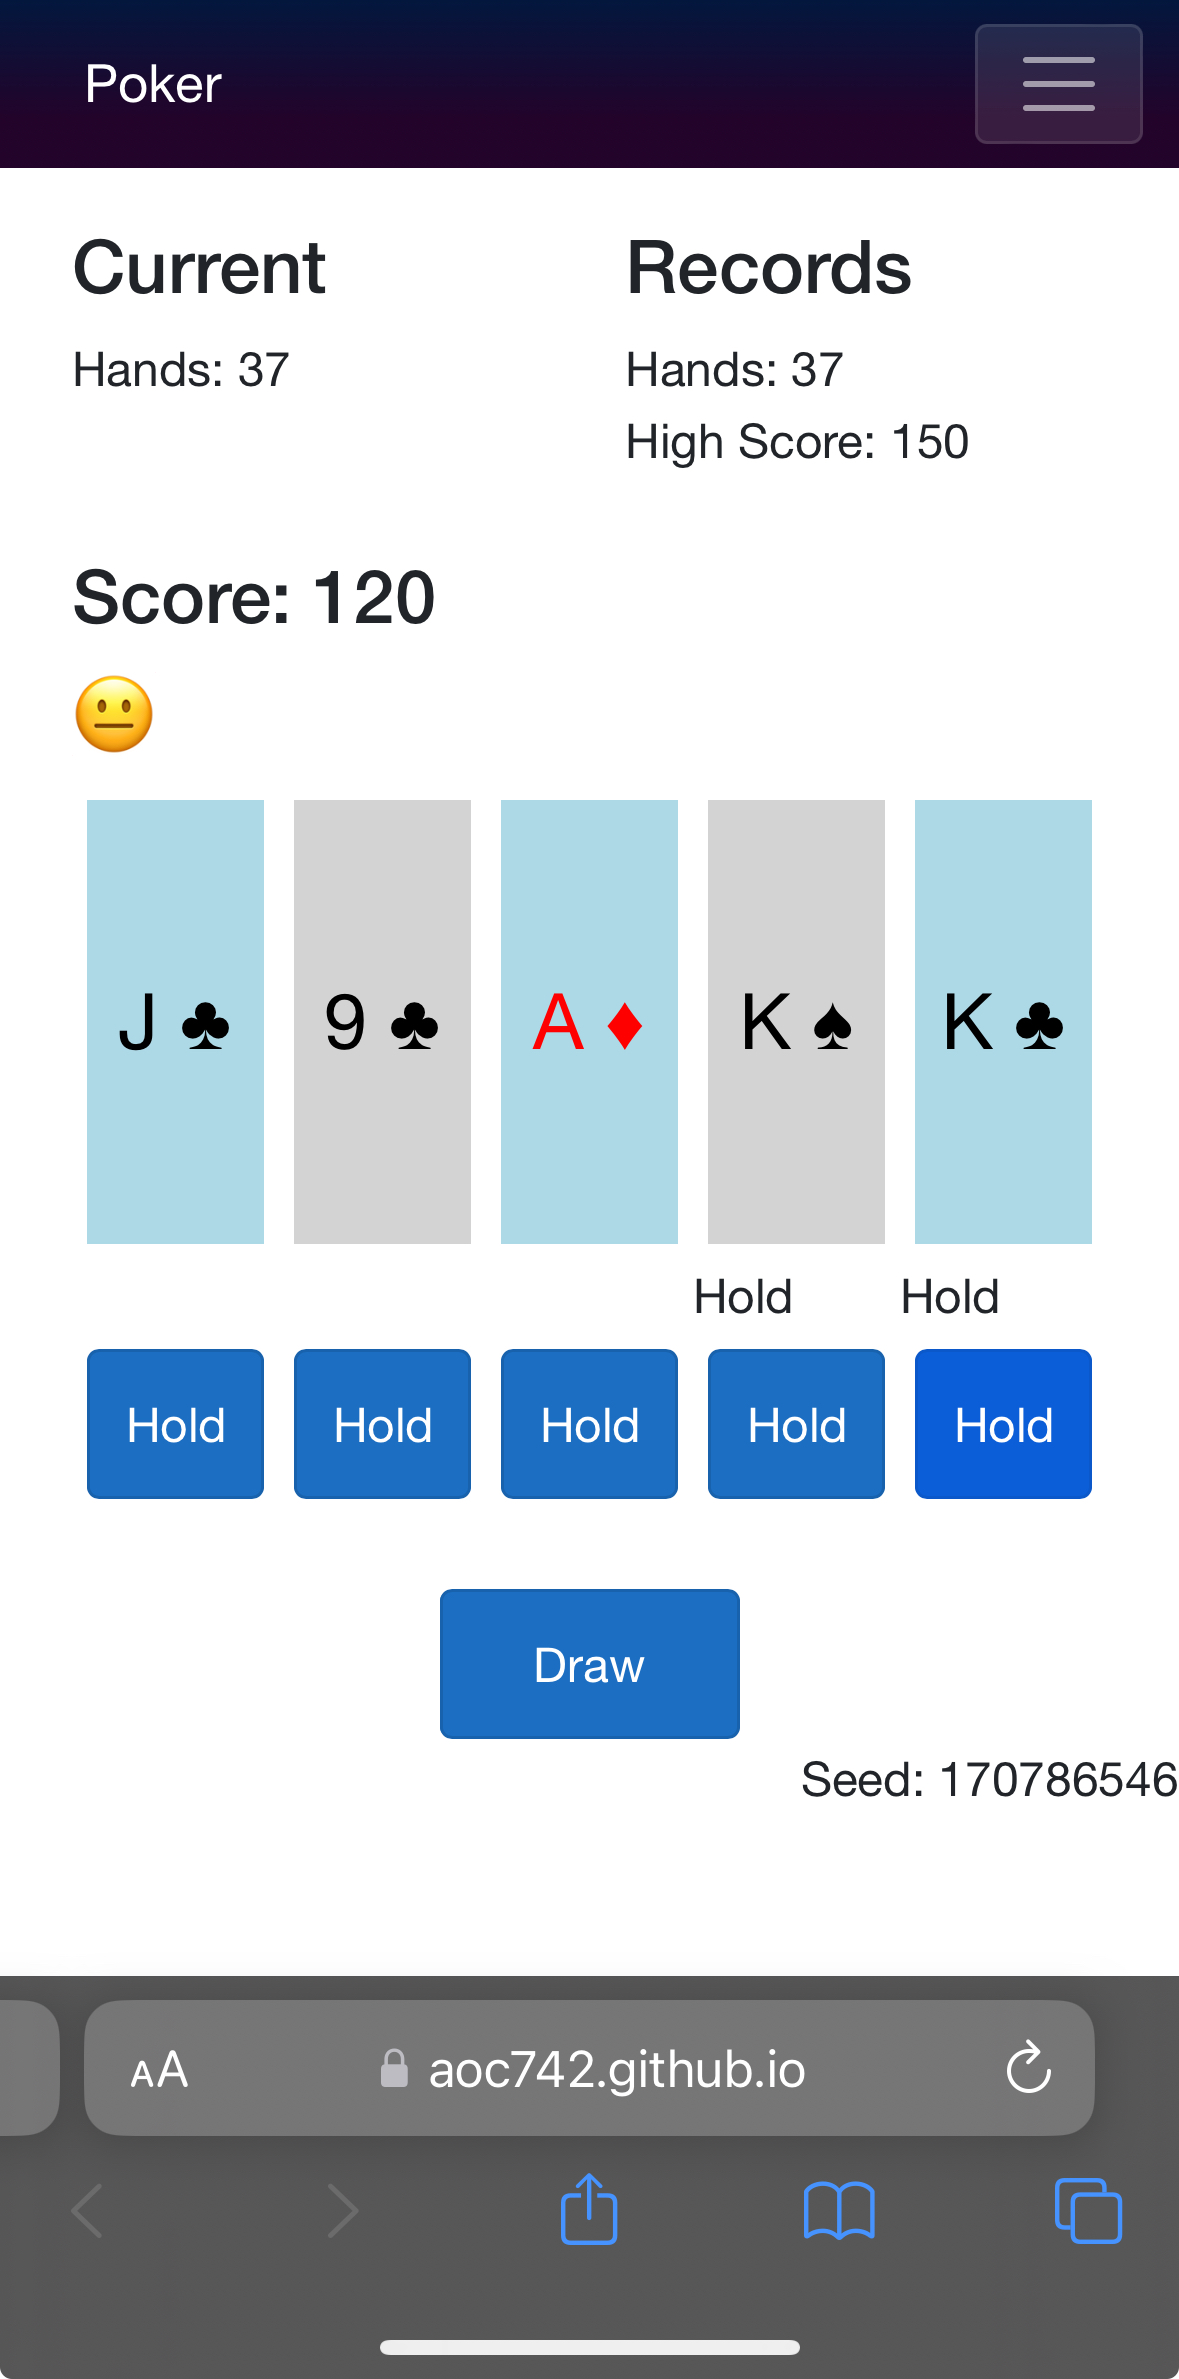 Poker
Current
Hands: 37
Records
Hands: 37
High Score: 150
Score: 120
J ♣ 9 ♣ A ♦ K ♠ K ♣
Hold Hold
Hold Hold Hold Hold Hold
Draw
Seed: 170786546
AA aoc742.github.io